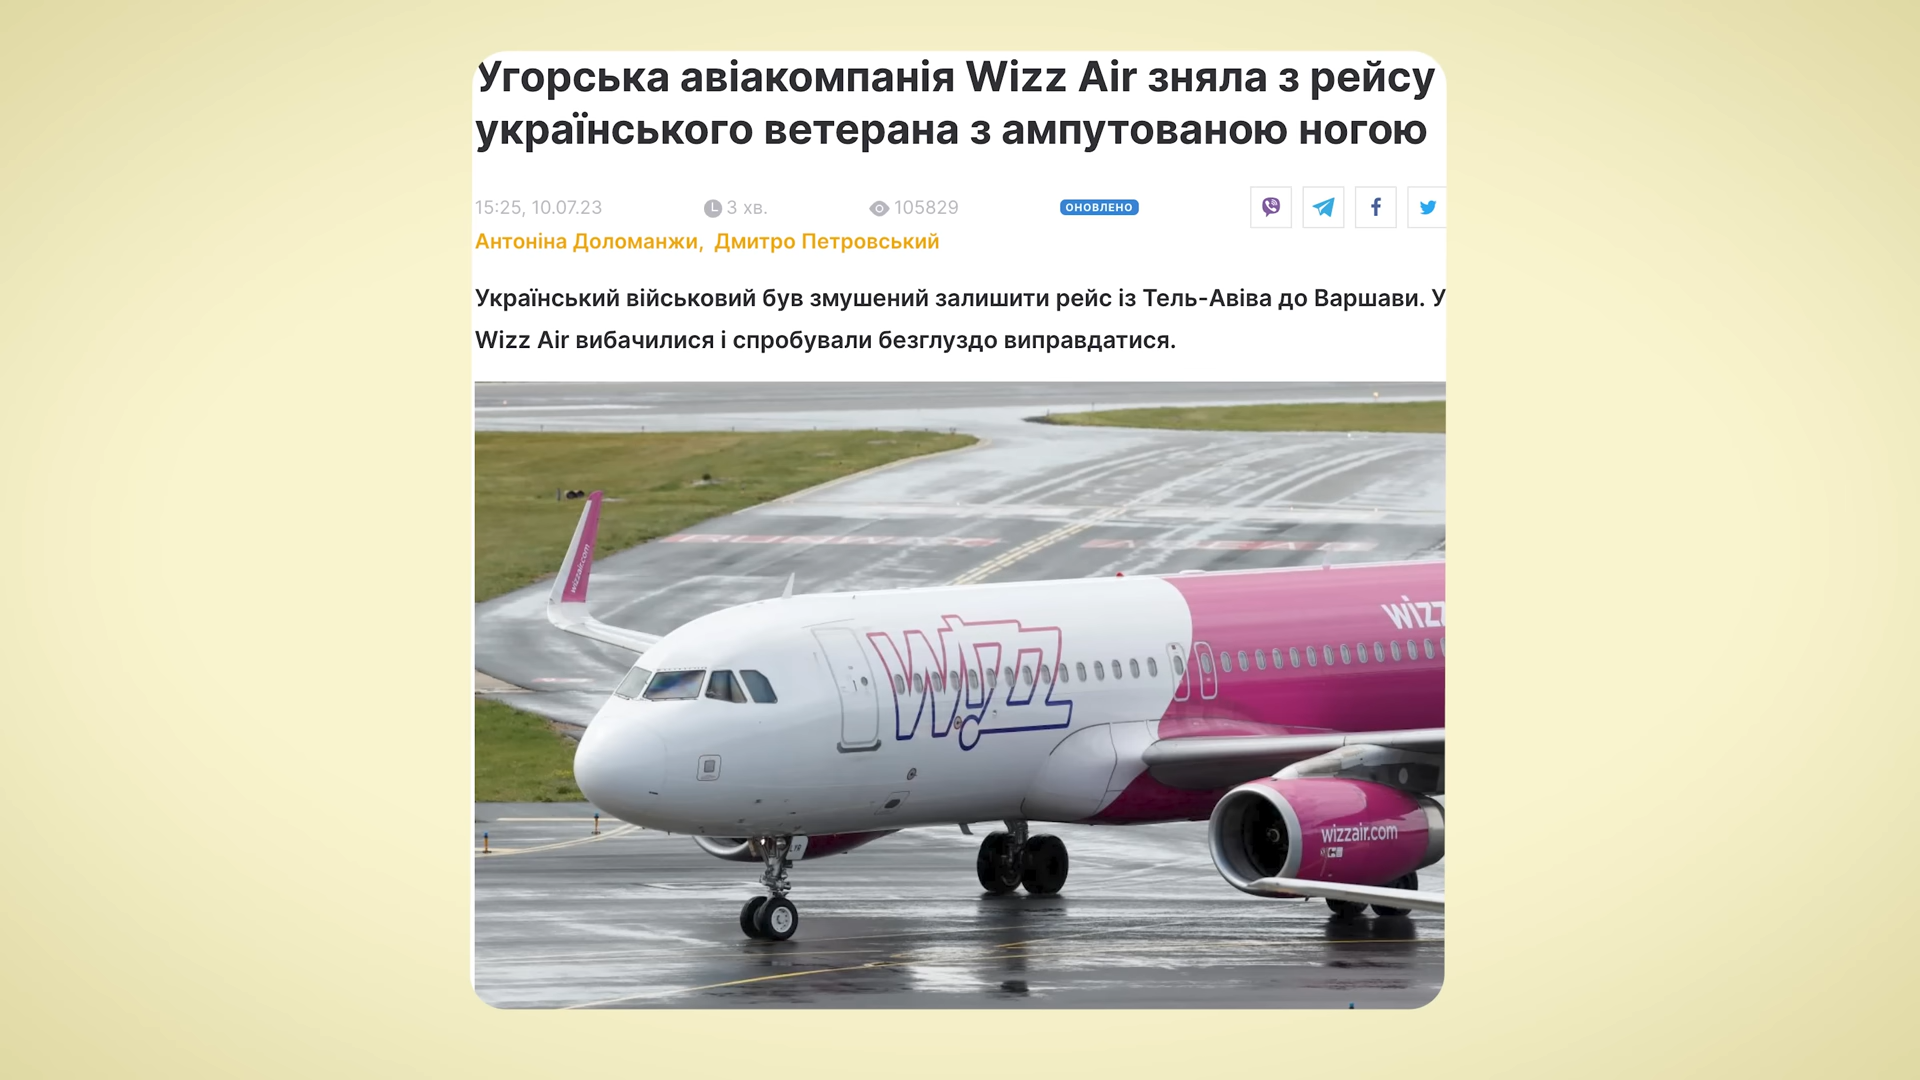 Угорська авіакомпанія Wizz Air зняла з рейсу
українського ветерана з ампутованою ногою
15:25, 10.07.23 3 хв. 105829 ОНОВЛЕНО
Антоніна Доломанжи, Дмитро Петровський
Український військовий був змушений залишити рейс із Тель-Авіва до Варшави. У
Wizz Air вибачилися і спробували безглуздо виправдатися.
wizzair.com
wizz
Wizz
wizzair.com